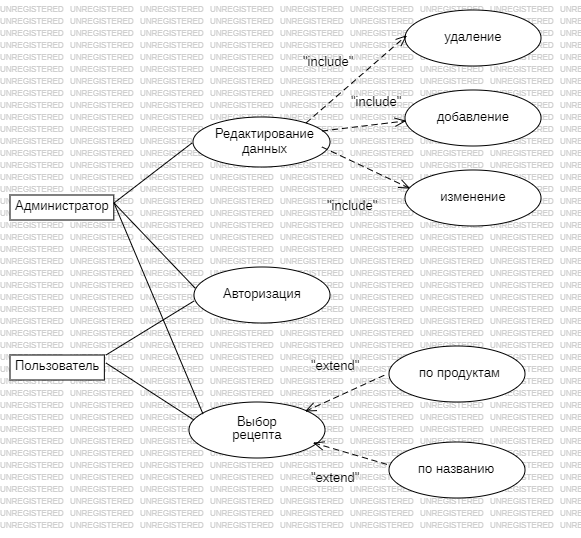 удаление
"include"
"include"
добавление
Редактирование
данных
изменение
"include"
Администратор
Авторизация
Пользователь
"extend"
по продуктам
Выбор
рецепта
по названию
"extend"
UNREGISTERED